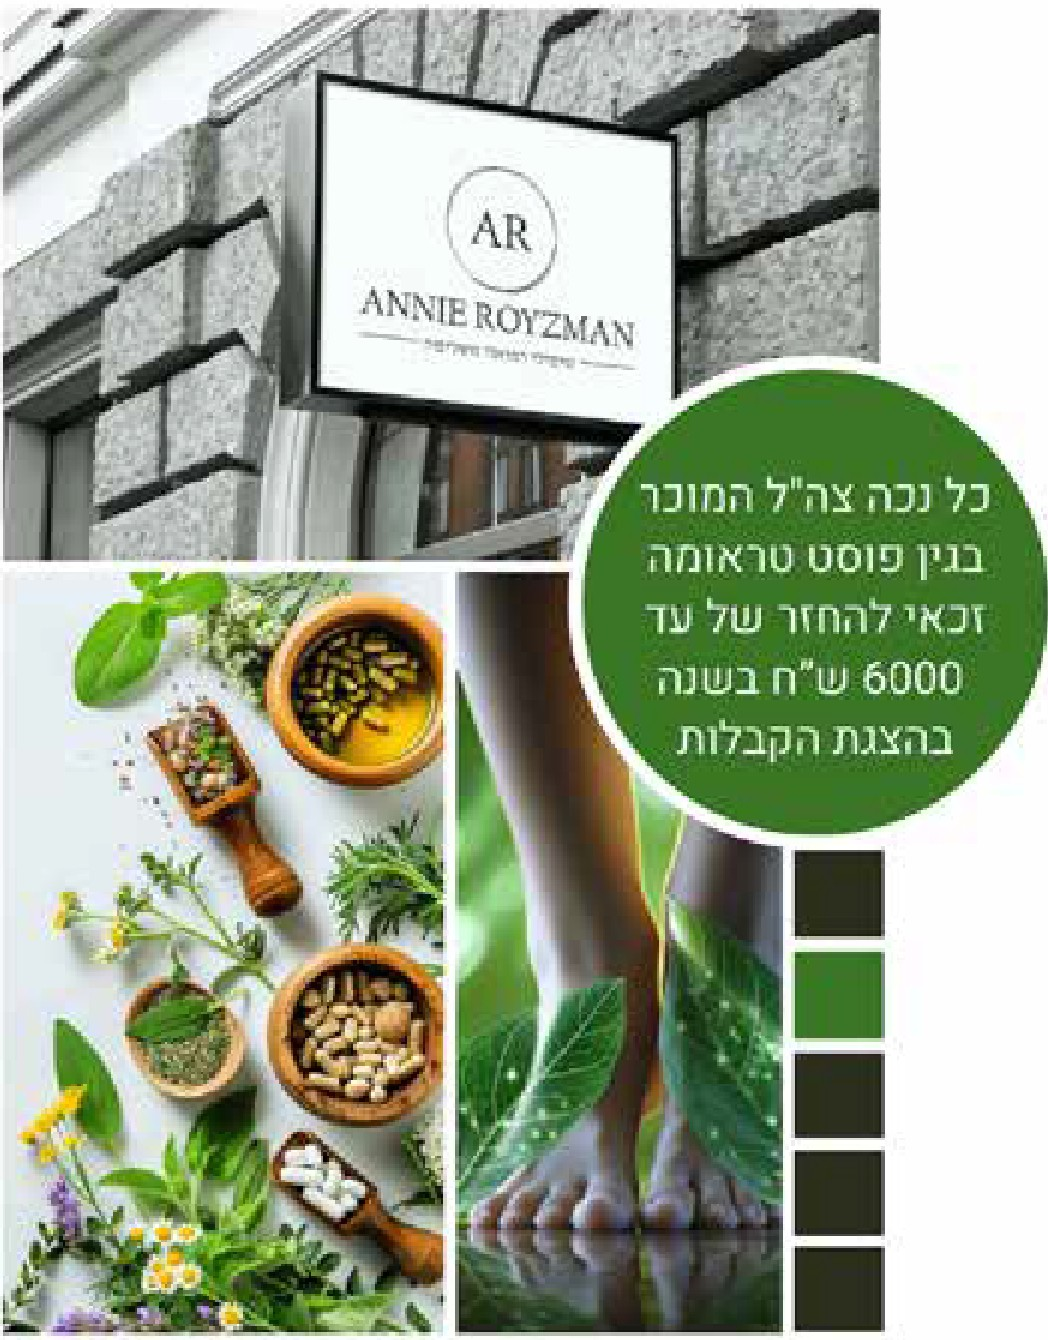 AR
ANNIE ROYZMAN
כל נכה צה"ל המוכר
בגין פוסט טראומה
זכאי להחזר של עד
6000 ש"ח בשנה
בהצגת הקבלות